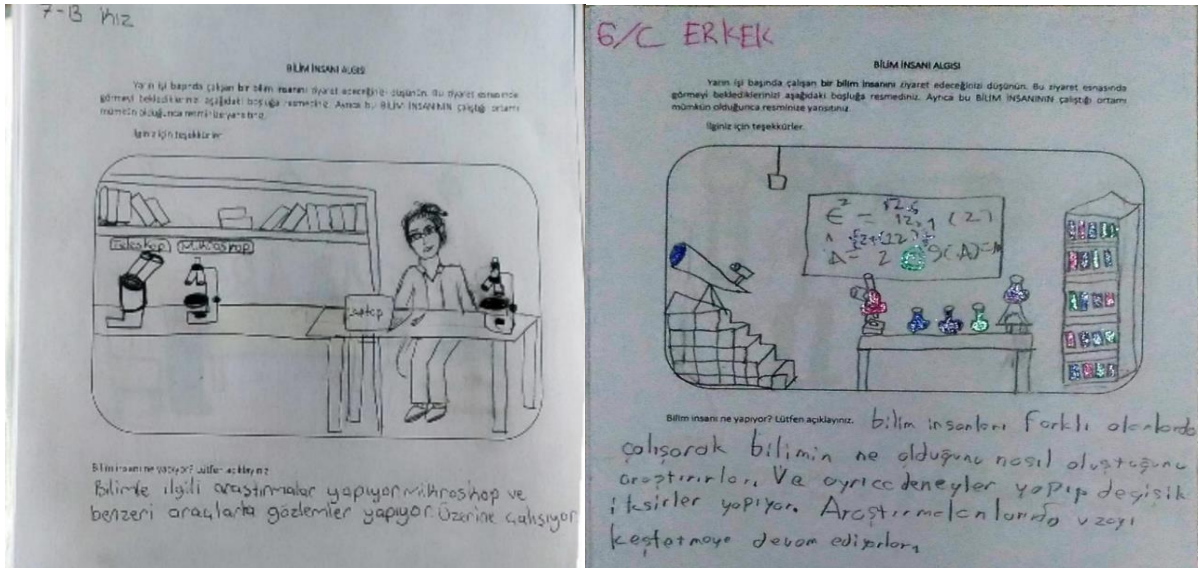 7-B Kız
BİLİM İNSANI ALGISI
Yarın işi başında çalışan bir bilim insanını ziyaret edeceğinizi düşünün. Bu ziyaret esnasında
görmeyi beklediklerinizi aşağıdaki boşluğa resmediniz. Ayrıca bu BİLİM İNSANININ çalıştığı ortamı
mümkün olduğunca resminize yansıtınız.
İlginiz için teşekkürler.
Teleskop Mikroskop
Laptop
Bilim insanı ne yapıyor? Lütfen açıklayınız.
Bilimle ilgili araştırmalar yapıyor. Mikroskop ve
benzeri araçlarla gözlemler yapıyor. Üzerine çalışıyor
6/C ERKEK
BİLİM İNSANI ALGISI
Yarın işi başında çalışan bir bilim insanını ziyaret edeceğinizi düşünün. Bu ziyaret esnasında
görmeyi beklediklerinizi aşağıdaki boşluğa resmediniz. Ayrıca bu BİLİM İNSANININ çalıştığı ortamı
mümkün olduğunca resminize yansıtınız.
İlginiz için teşekkürler.
Bilim insanı ne yapıyor? Lütfen açıklayınız. bilim insanları farklı alanlarda
çalışarak bilimin ne olduğunu nasıl oluştuğunu
araştırırlar. Ve ayrıca deneyler yapıp değişik
iksirler yapıyor. Araştırmalarında uzayı
keşfetmeye devam ediyorlar.